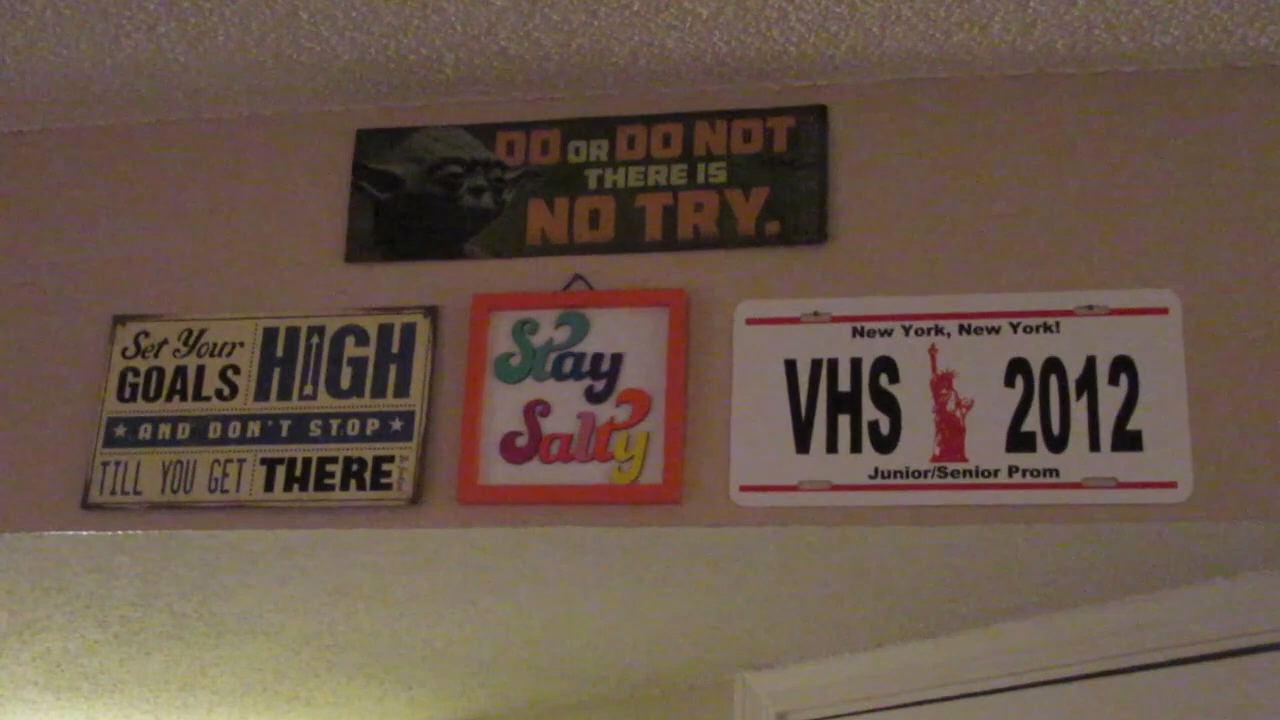 DO OR DO NOT
THERE IS
NO TRY.
Set Your
GOALS HIGH
AND DON'T STOP
TILL YOU GET THERE
Stay
Salty
New York, New York!
VHS 2012
Junior/Senior Prom